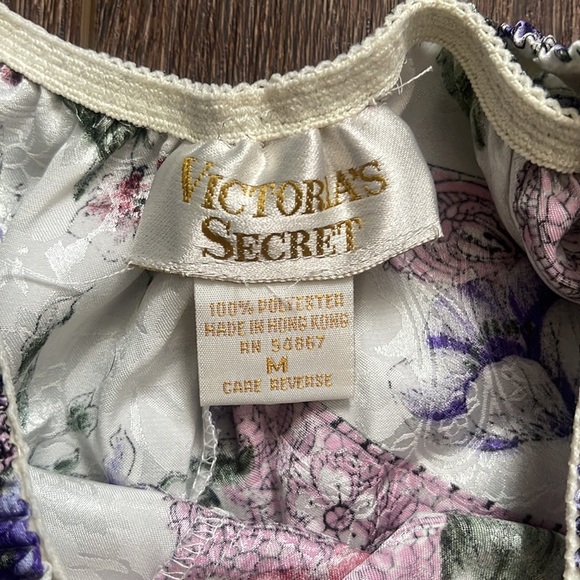 VICTORIA'S
SECRET
100% POLYESTER
MADE IN HONG KONG
RN 54867
M
CARE REVERSE